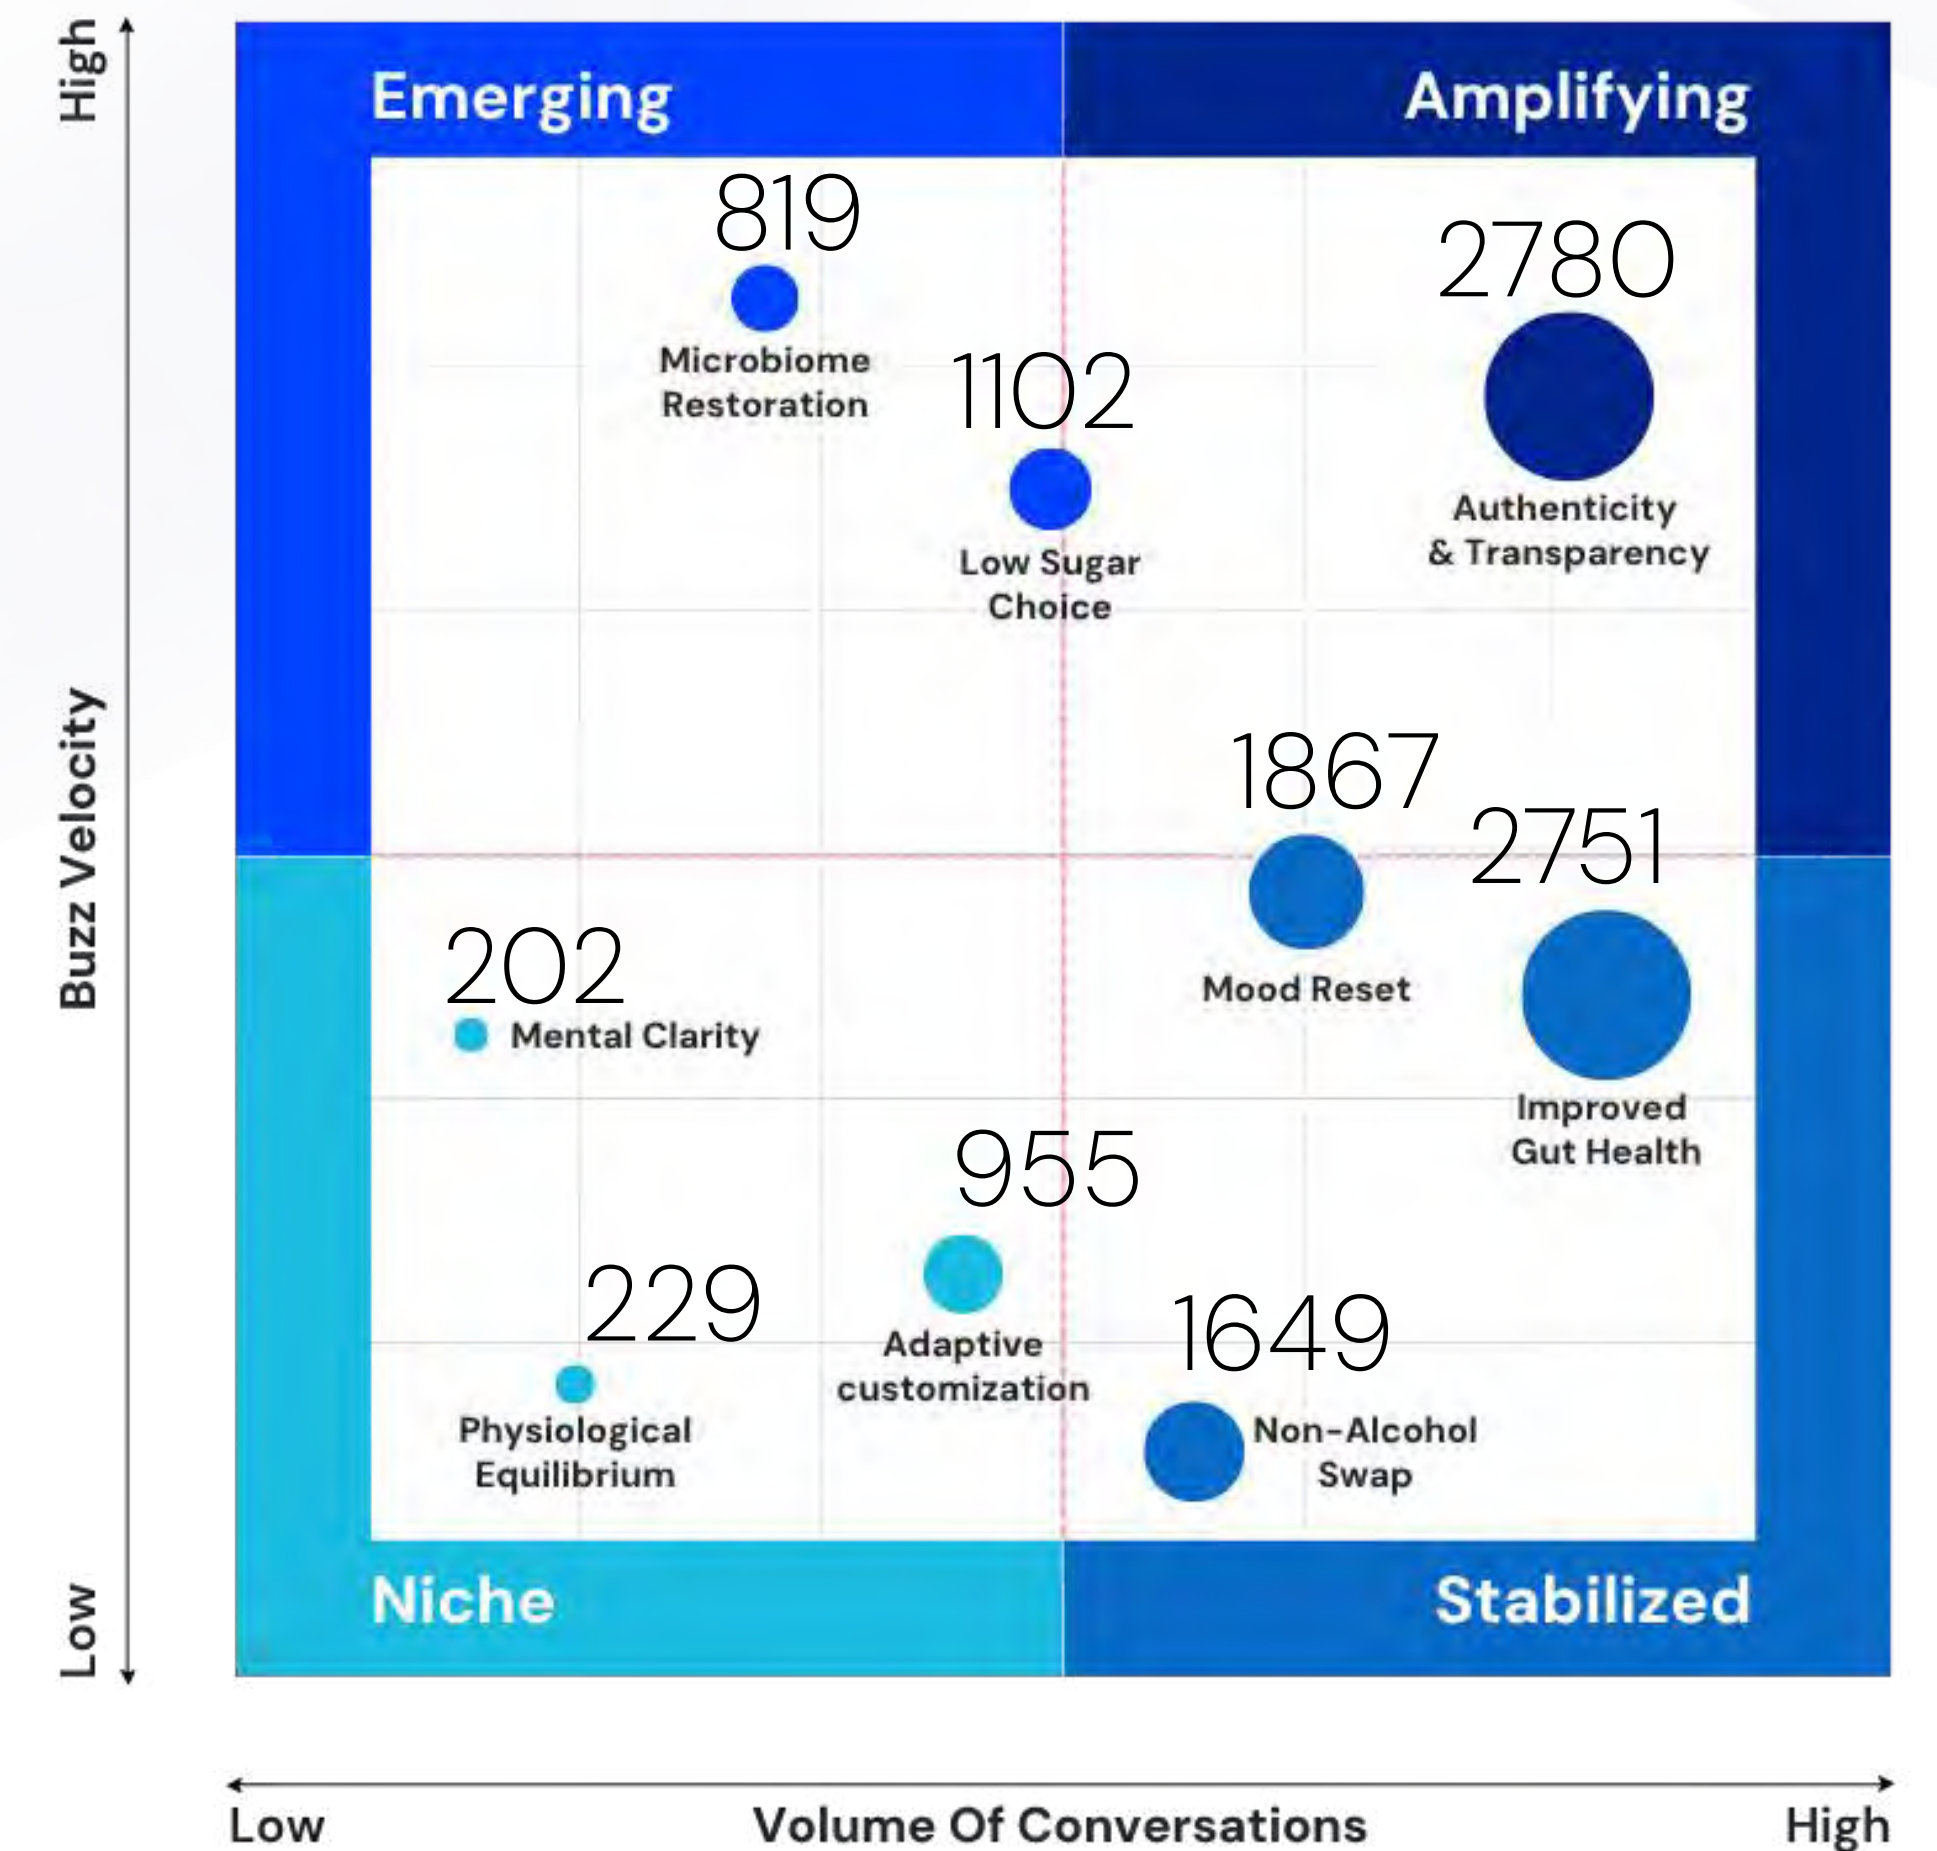 High
Emerging
Amplifying
819
Microbiome
Restoration
2780
Authenticity
& Transparency
1102
Low Sugar
Choice
Buzz Velocity
1867
Mood Reset
2751
Improved
Gut Health
202
Mental Clarity
955
Adaptive
customization
229
Physiological
Equilibrium
1649
Non-Alcohol
Swap
Niche
Stabilized
Low
Low
Volume Of Conversations
High